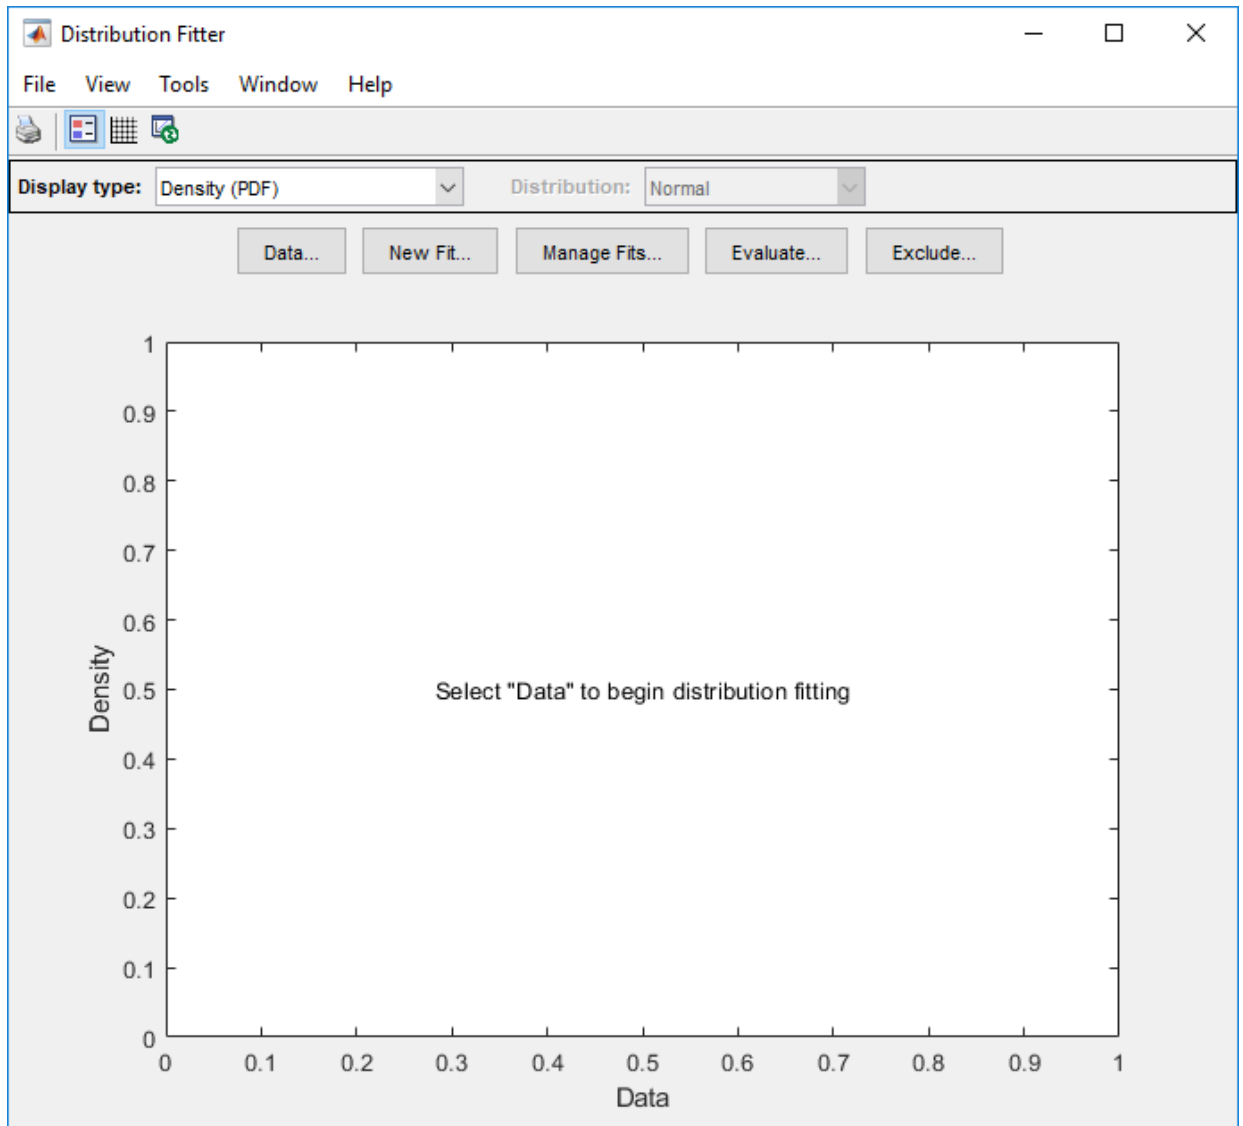 Distribution Fitter
File View Tools Window Help
Display type: Density (PDF) Distribution: Normal
Data... New Fit... Manage Fits... Evaluate... Exclude...
1
0.9
0.8
0.7
0.6
0.5
0.4
0.3
0.2
0.1
0
Density
Select "Data" to begin distribution fitting
0 0.1 0.2 0.3 0.4 0.5 0.6 0.7 0.8 0.9 1
Data